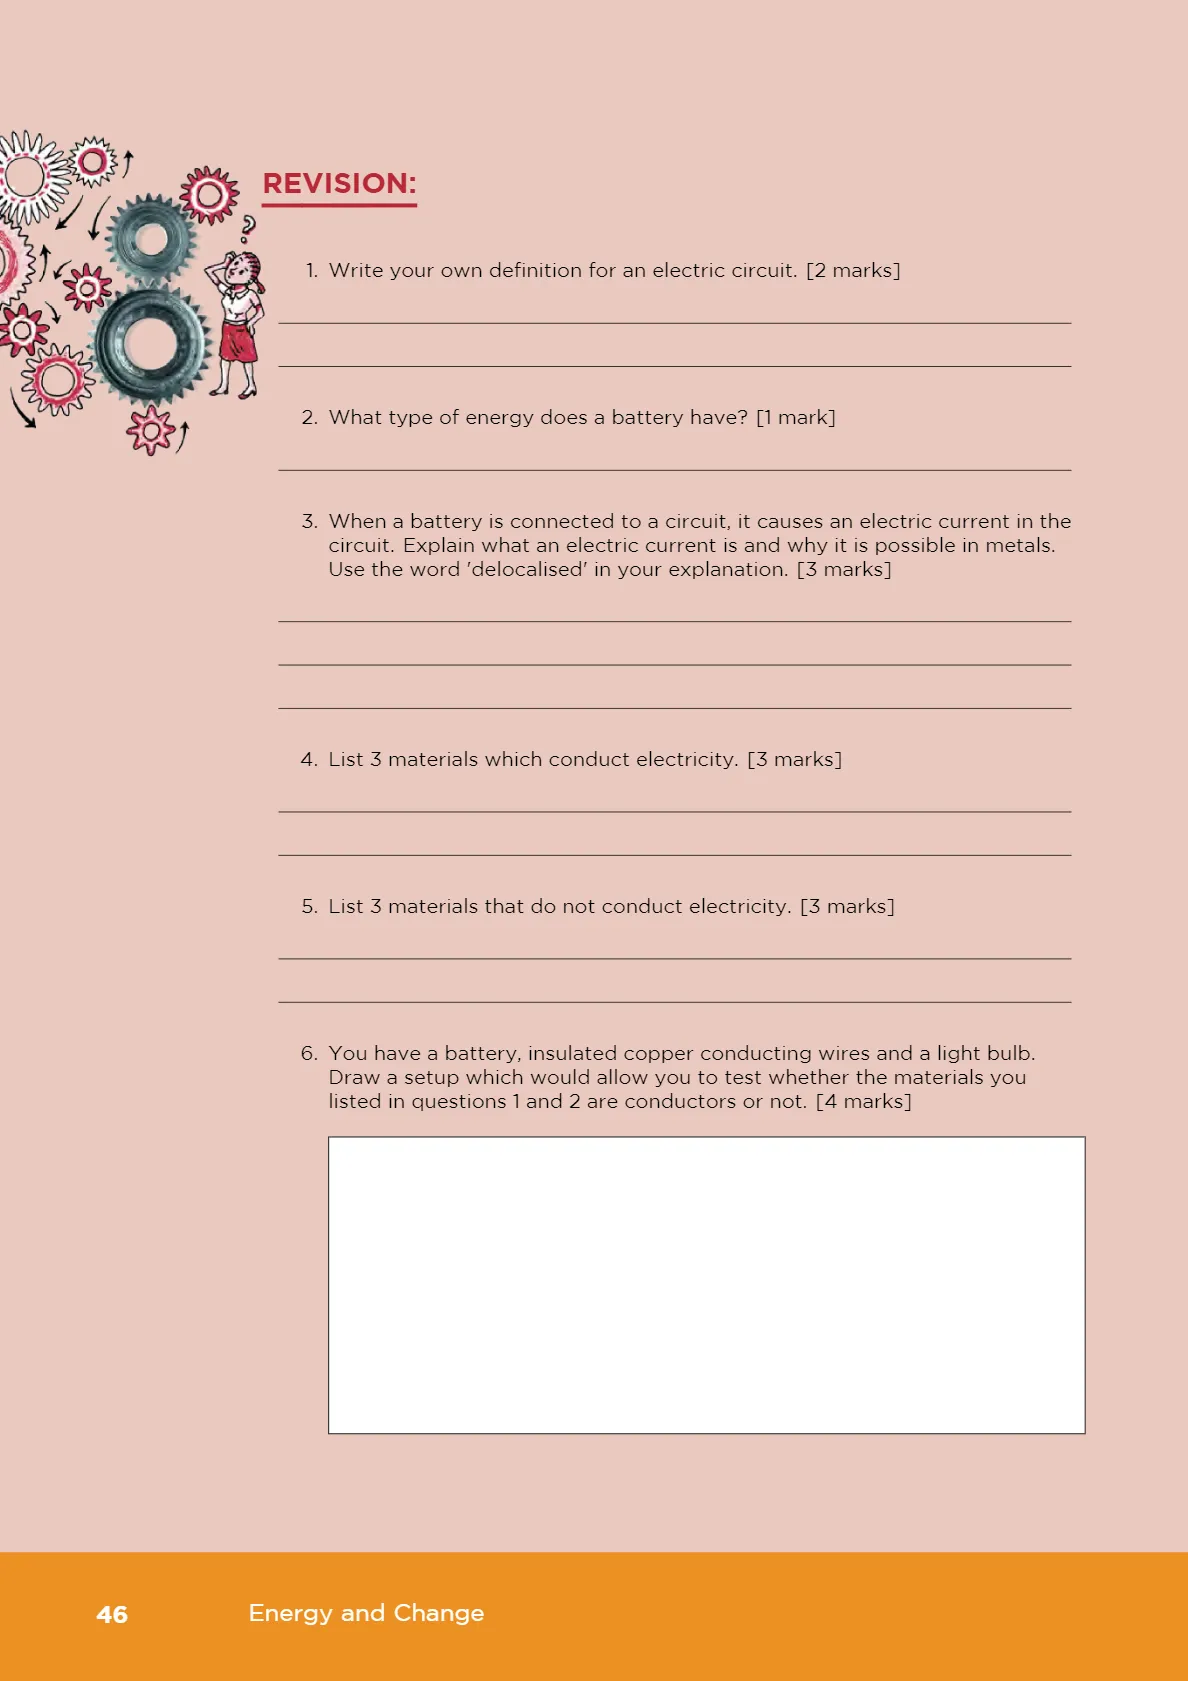 REVISION:
?
1. Write your own definition for an electric circuit. [2 marks]
2. What type of energy does a battery have? [1 mark]
3. When a battery is connected to a circuit, it causes an electric current in the
circuit. Explain what an electric current is and why it is possible in metals.
Use the word 'delocalised' in your explanation. [3 marks]
4. List 3 materials which conduct electricity. [3 marks]
5. List 3 materials that do not conduct electricity. [3 marks]
6. You have a battery, insulated copper conducting wires and a light bulb.
Draw a setup which would allow you to test whether the materials you
listed in questions 1 and 2 are conductors or not. [4 marks]
46 Energy and Change